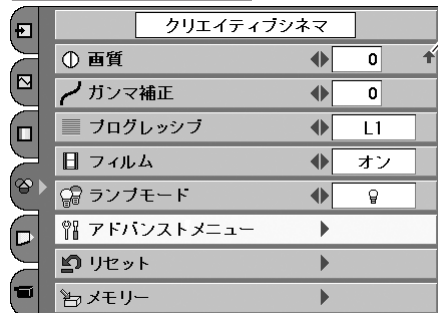 クリエイティブシネマ
画質 0
ガンマ補正 0
プログレッシブ L1
フィルム オン
ランプモード
アドバンストメニュー
リセット
メモリー